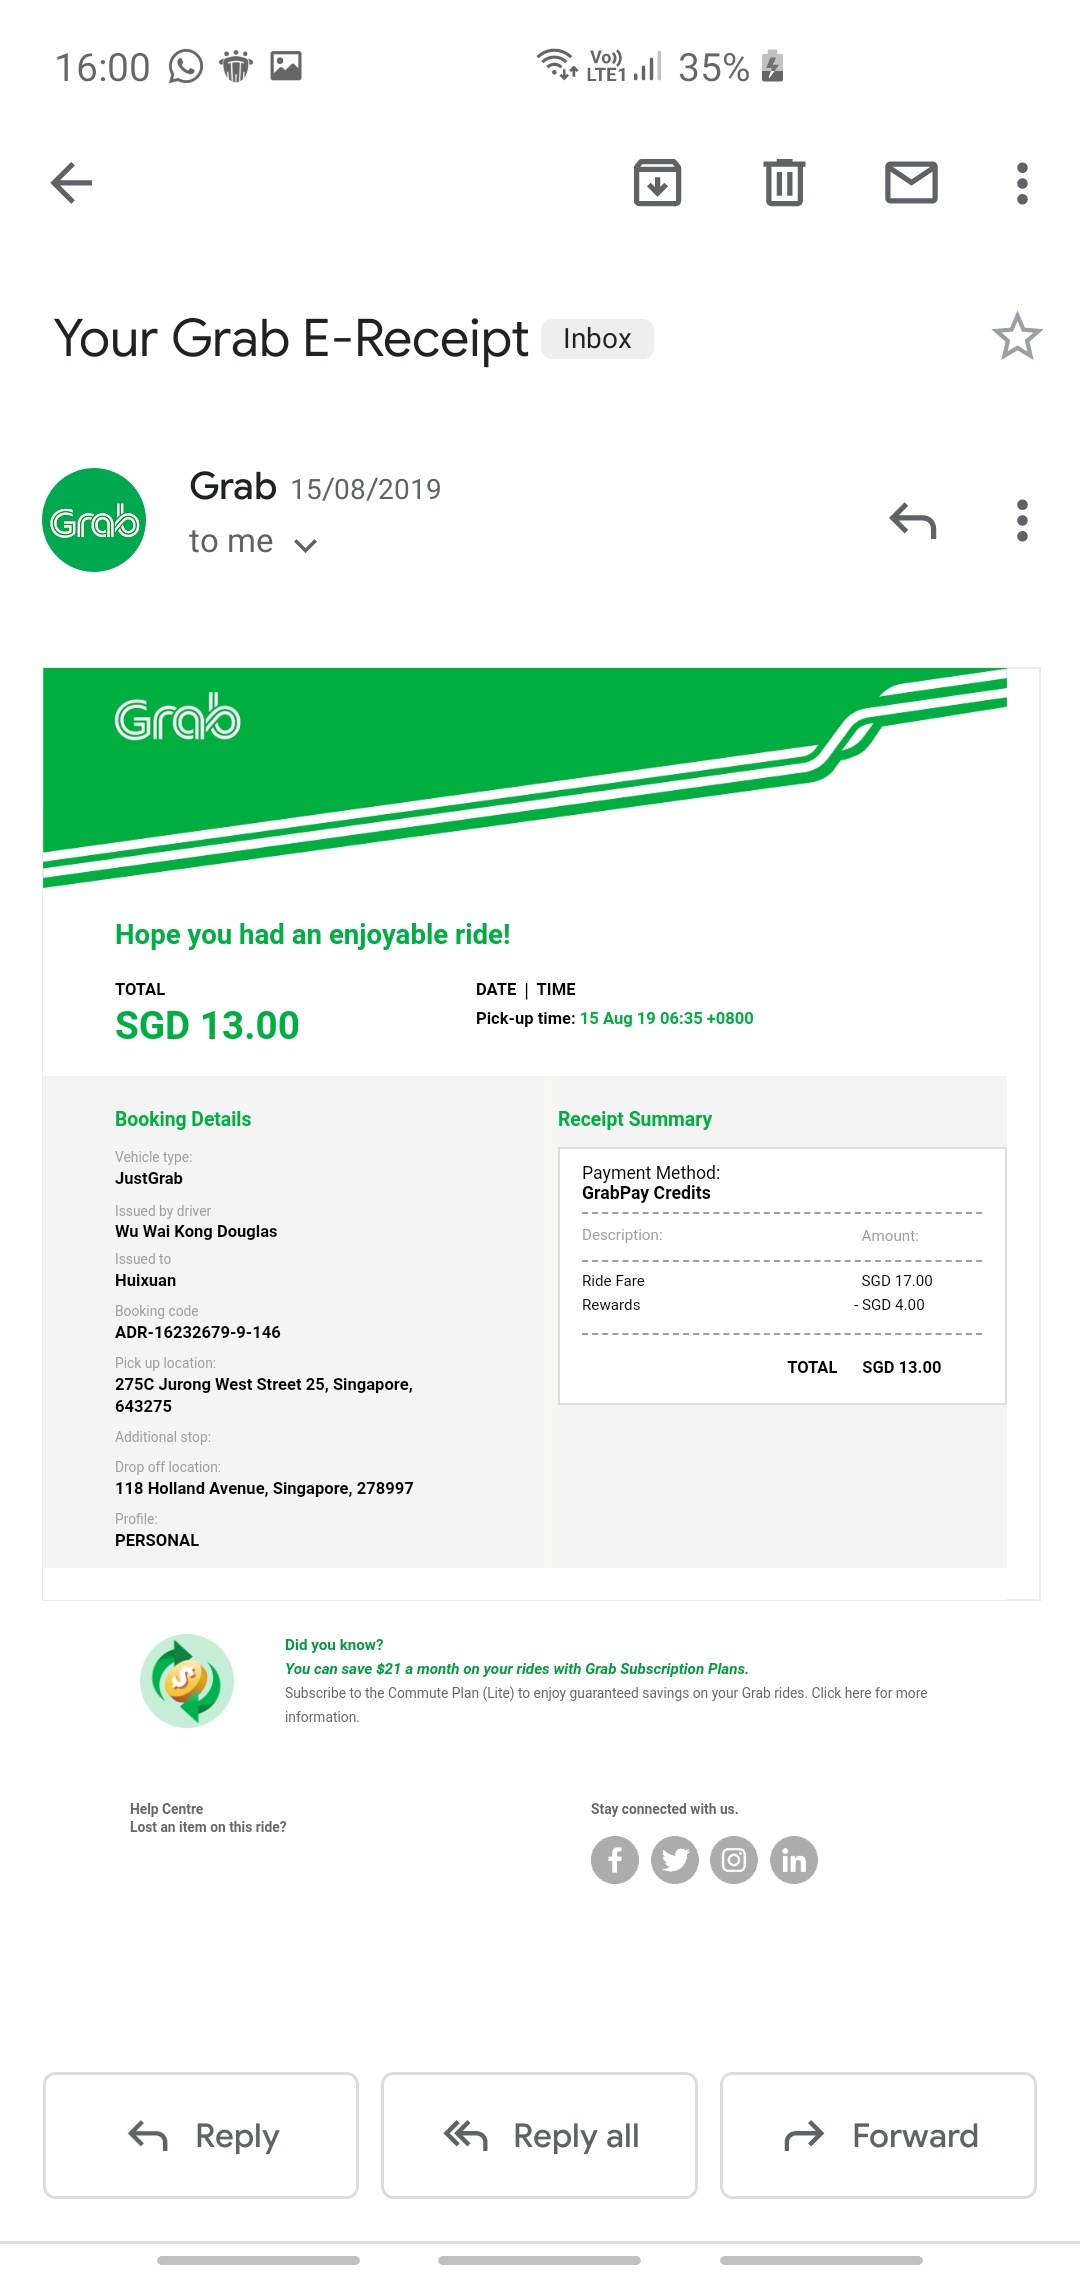 16:00 Vo)) LTE1 35%
Your Grab E-Receipt Inbox
Grab
Grab 15/08/2019
to me
Grab
Hope you had an enjoyable ride!
TOTAL
SGD 13.00
DATE | TIME
Pick-up time: 15 Aug 19 06:35 +0800
Booking Details
Vehicle type:
JustGrab
Issued by driver
Wu Wai Kong Douglas
Issued to
Huixuan
Booking code
ADR-16232679-9-146
Pick up location:
275C Jurong West Street 25, Singapore,
643275
Additional stop:
Drop off location:
118 Holland Avenue, Singapore, 278997
Profile:
PERSONAL
Receipt Summary
Payment Method:
GrabPay Credits
Description: Amount:
Ride Fare SGD 17.00
Rewards - SGD 4.00
TOTAL SGD 13.00
Did you know?
You can save $21 a month on your rides with Grab Subscription Plans.
Subscribe to the Commute Plan (Lite) to enjoy guaranteed savings on your Grab rides. Click here for more
information.
Help Centre
Lost an item on this ride?
Stay connected with us.
Reply Reply all Forward